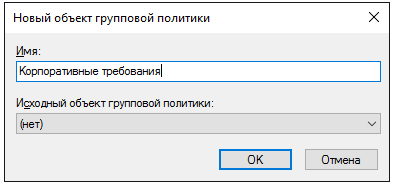 Новый объект групповой политики
Имя:
Корпоративные требования
Исходный объект групповой политики:
(нет)
OK
Отмена